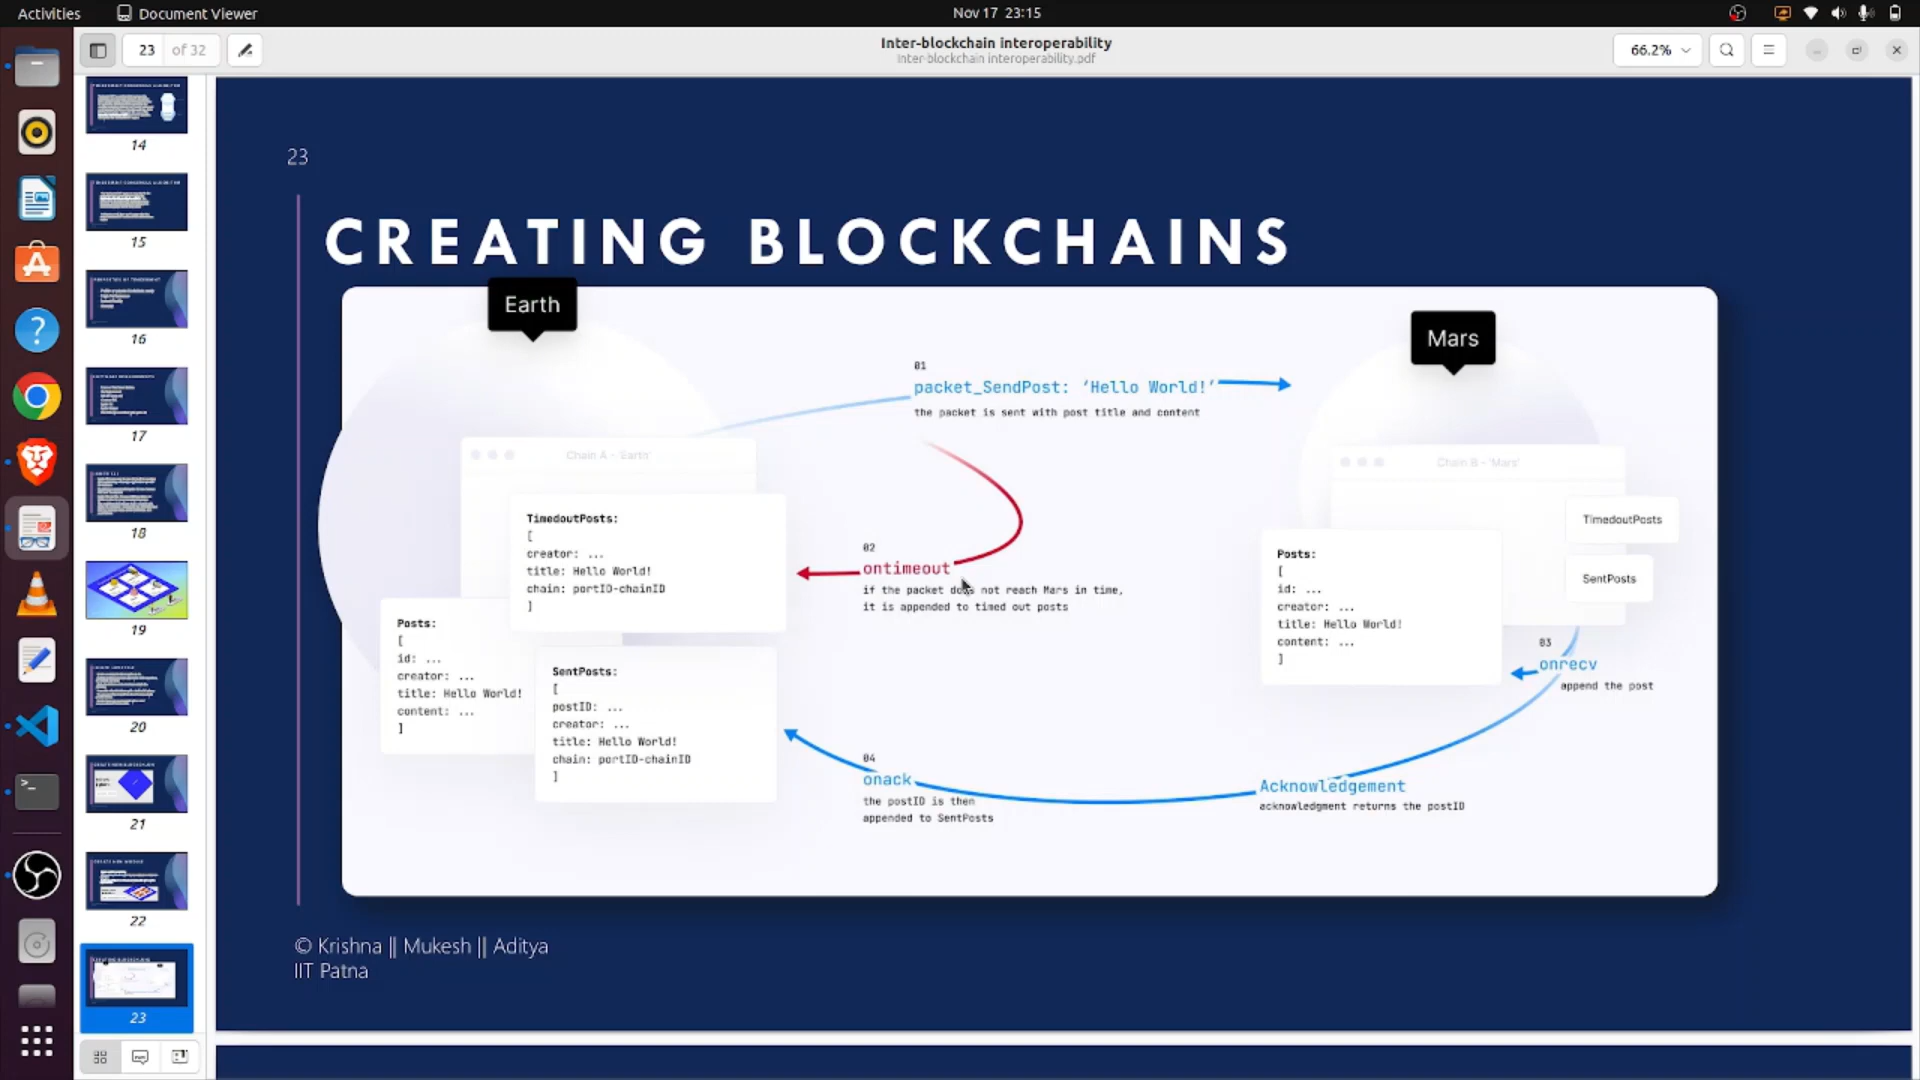 Activities
Document Viewer
Nov 17 23:15
23 of 32
Inter-blockchain interoperability
Inter-blockchain interoperability.pdf
66.2%
14
15
16
17
18
19
20
21
22
23
23
CREATING BLOCKCHAINS
Earth
Mars
01
packet_SendPost: ‘Hello World!’
the packet is sent with post title and content
Chain A - 'Earth'
Chain B - 'Mars'
TimedoutPosts:
[
creator: ...
title: Hello World!
chain: portID-chainID
]
02
ontimeout
if the packet does not reach Mars in time,
it is appended to timed out posts
Posts:
[
id: ...
creator: ...
title: Hello World!
content: ...
]
SentPosts:
[
postID: ...
creator: ...
title: Hello World!
chain: portID-chainID
]
Posts:
[
id: ...
creator: ...
title: Hello World!
content: ...
]
TimedoutPosts
SentPosts
03
onrecv
append the post
04
onack
the postID is then
appended to SentPosts
Acknowledgement
acknowledgment returns the postID
© Krishna || Mukesh || Aditya
IIT Patna